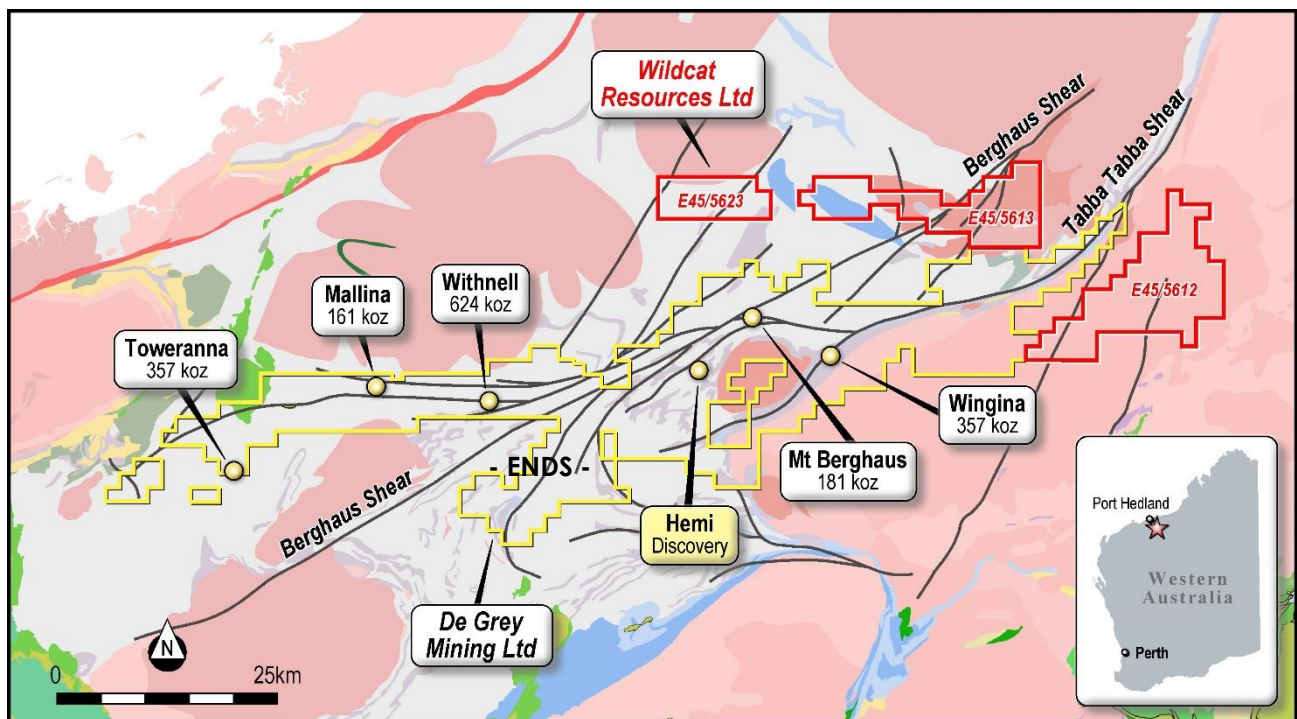 Wildcat
Resources Ltd
Berghaus Shear
Tabba Tabba Shear
E45/5623
E45/5613
E45/5612
Mallina
161 koz
Withnell
624 koz
Toweranna
357 koz
Wingina
357 koz
Mt Berghaus
181 koz
- ENDS -
Berghaus Shear
Hemi
Discovery
De Grey
Mining Ltd
N
0
25km
Port Hedland
Western
Australia
Perth